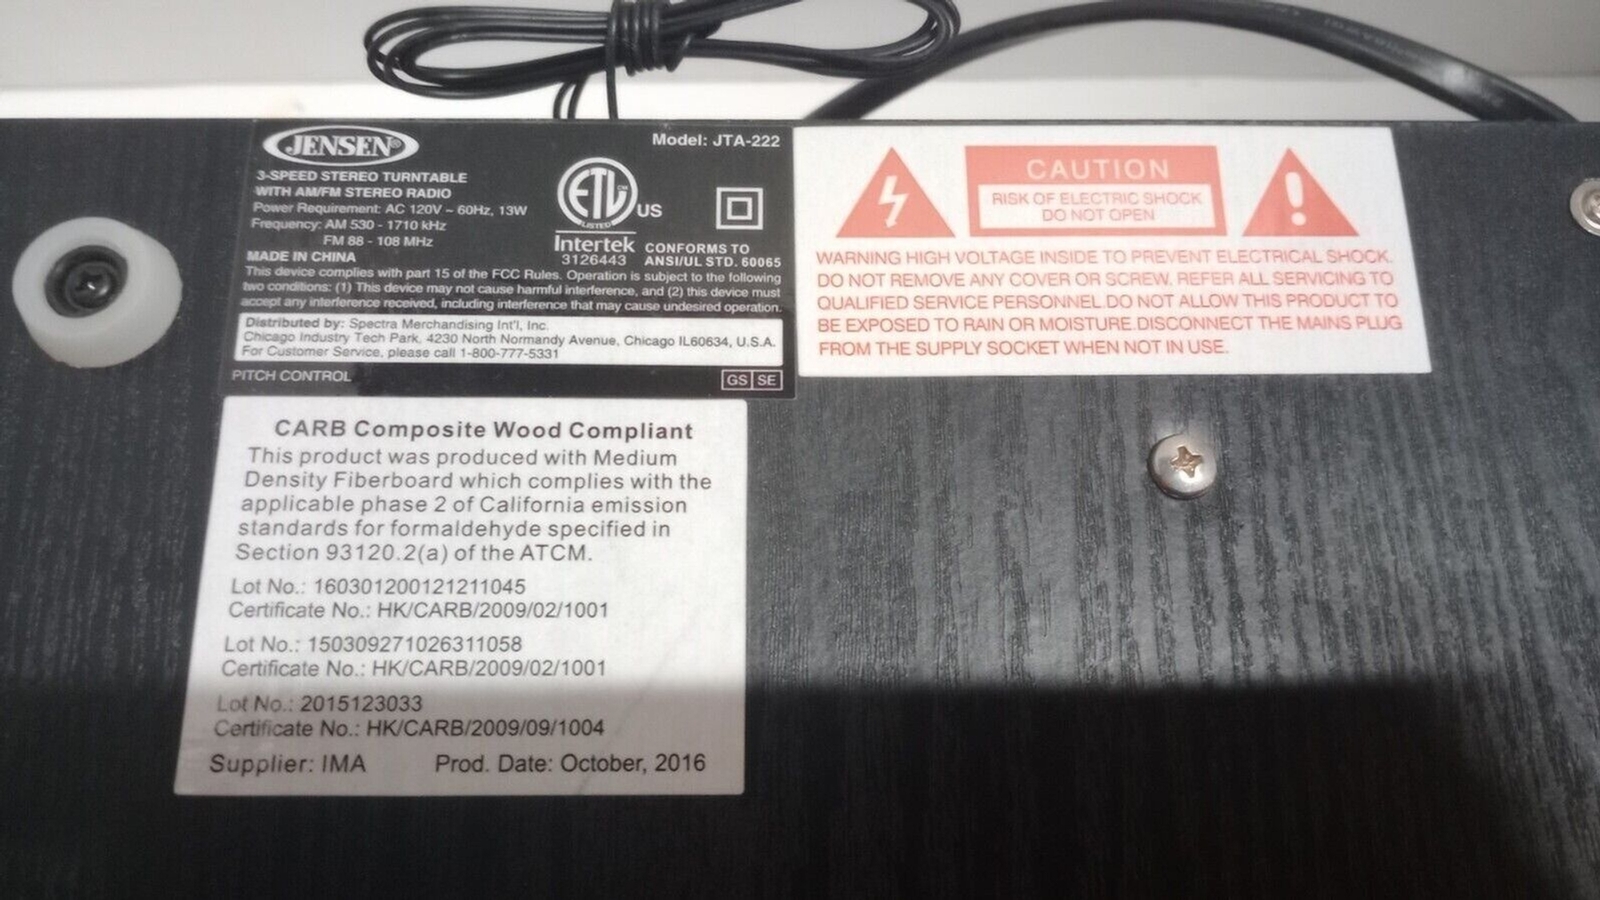 JENSEN®
Model: JTA-222
3-SPEED STEREO TURNTABLE
WITH AM/FM STEREO RADIO
Power Requirement: AC 120V ~ 60Hz, 13W
Frequency: AM 530 - 1710 kHz
FM 88 - 108 MHz
MADE IN CHINA
ETL CM
LISTED
US
Intertek
3126443
CONFORMS TO
ANSI/UL STD. 60065
This device complies with part 15 of the FCC Rules. Operation is subject to the following
two conditions: (1) This device may not cause harmful interference, and (2) this device must
accept any interference received, including interference that may cause undesired operation.
Distributed by: Spectra Merchandising Int'l, Inc.
Chicago Industry Tech Park, 4230 North Normandy Avenue, Chicago IL60634, U.S.A.
For Customer Service, please call 1-800-777-5331
PITCH CONTROL
GS SE
CAUTION
RISK OF ELECTRIC SHOCK
DO NOT OPEN
WARNING HIGH VOLTAGE INSIDE TO PREVENT ELECTRICAL SHOCK.
DO NOT REMOVE ANY COVER OR SCREW. REFER ALL SERVICING TO
QUALIFIED SERVICE PERSONNEL.DO NOT ALLOW THIS PRODUCT TO
BE EXPOSED TO RAIN OR MOISTURE.DISCONNECT THE MAINS PLUG
FROM THE SUPPLY SOCKET WHEN NOT IN USE.
CARB Composite Wood Compliant
This product was produced with Medium
Density Fiberboard which complies with the
applicable phase 2 of California emission
standards for formaldehyde specified in
Section 93120.2(a) of the ATCM.
Lot No.: 160301200121211045
Certificate No.: HK/CARB/2009/02/1001
Lot No.: 150309271026311058
Certificate No.: HK/CARB/2009/02/1001
Lot No.: 2015123033
Certificate No.: HK/CARB/2009/09/1004
Supplier: IMA Prod. Date: October, 2016